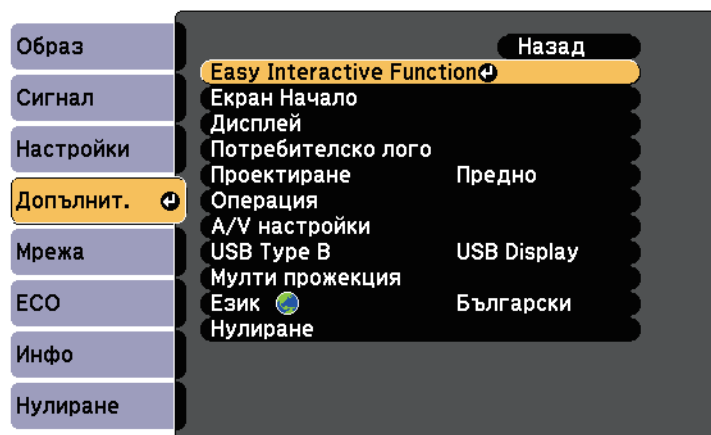 Образ
Сигнал
Настройки
Допълнит.
Мрежа
ECO
Инфо
Нулиране
Назад
Easy Interactive Function
Екран Начало
Дисплей
Потребителско лого
Проектиране Предно
Операция
A/V настройки
USB Type B USB Display
Мулти прожекция
Език Български
Нулиране